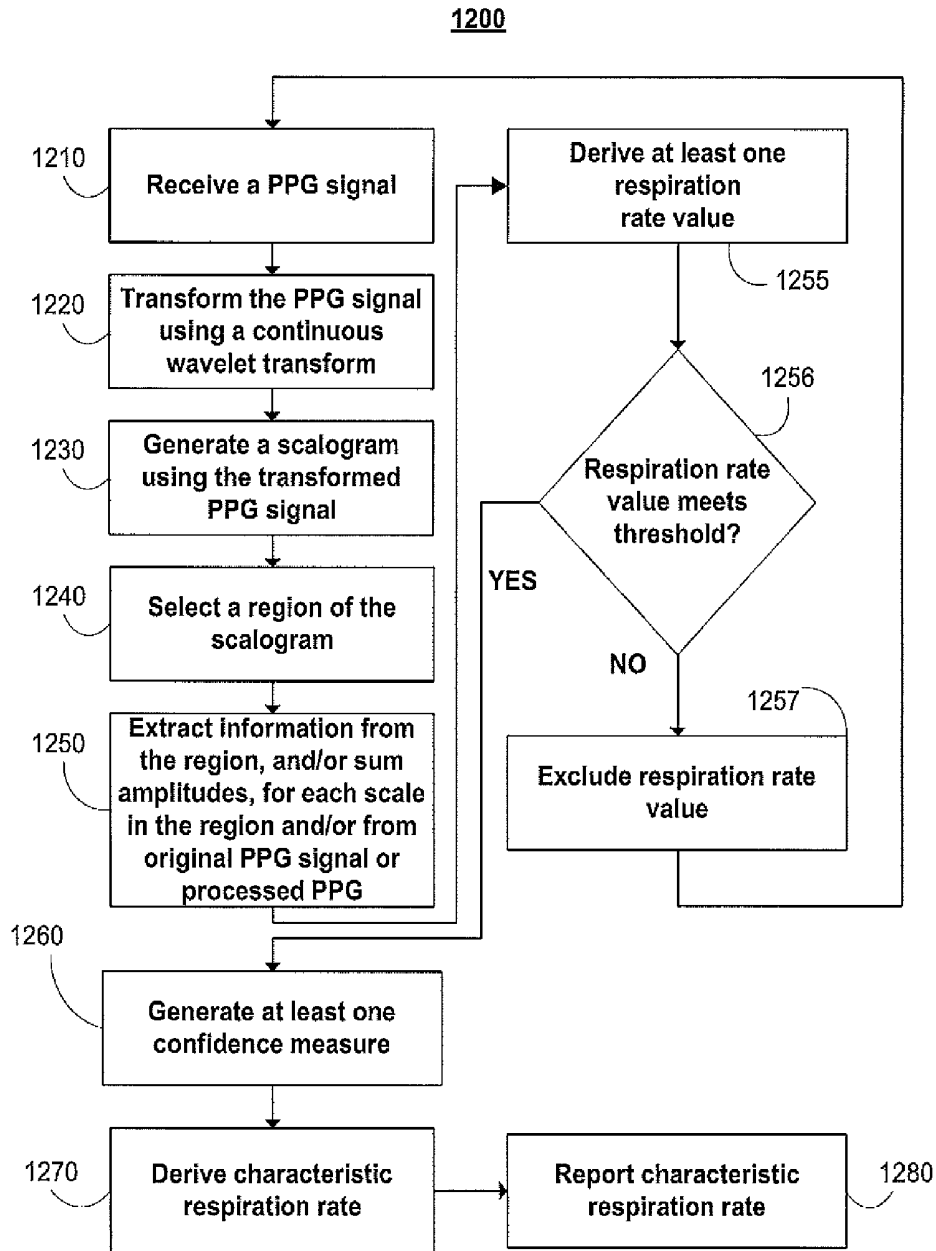 1200
1210
Receive a PPG signal
1220
Transform the PPG signal
using a continuous
wavelet transform
1230
Generate a scalogram
using the transformed
PPG signal
1240
Select a region of the
scalogram
1250
Extract information from
the region, and/or sum
amplitudes, for each scale
in the region and/or from
original PPG signal or
processed PPG
Derive at least one
respiration
rate value
1255
1256
Respiration rate
value meets
threshold?
YES
NO
1257
Exclude respiration rate
value
1260
Generate at least one
confidence measure
1270
Derive characteristic
respiration rate
Report characteristic
respiration rate
1280